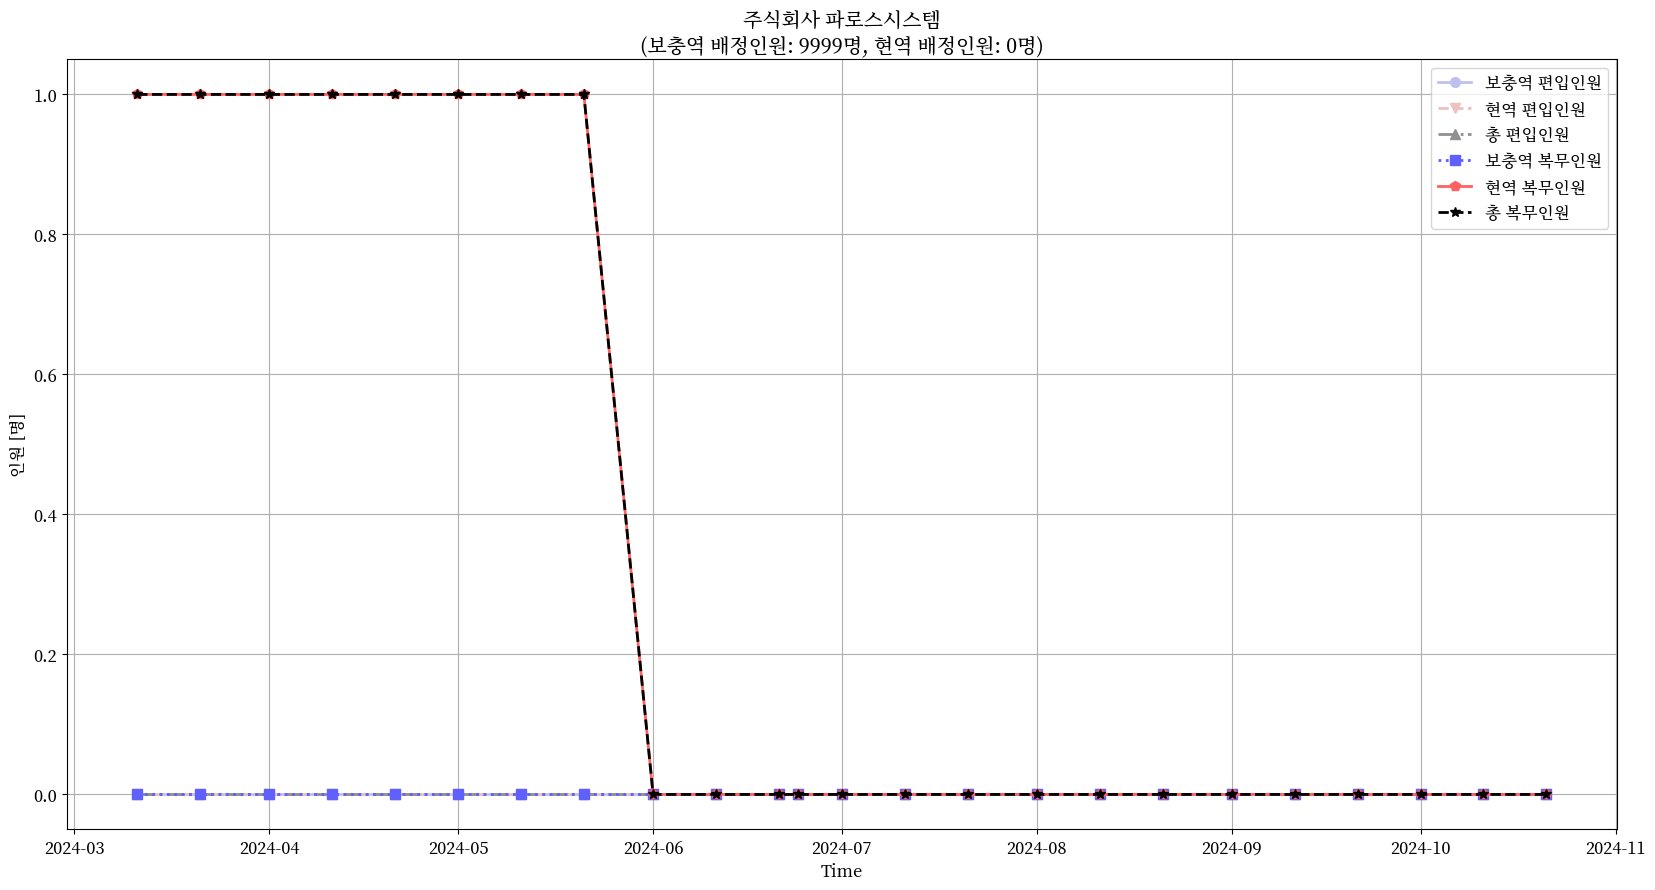 주식회사 파로스시스템
(보충역 배정인원: 9999명, 현역 배정인원: 0명)
보충역 편입인원
현역 편입인원
총 편입인원
보충역 복무인원
현역 복무인원
총 복무인원
인원 [명]
1.0
0.8
0.6
0.4
0.2
0.0
2024-03
2024-04
2024-05
2024-06
2024-07
2024-08
2024-09
2024-10
2024-11
Time